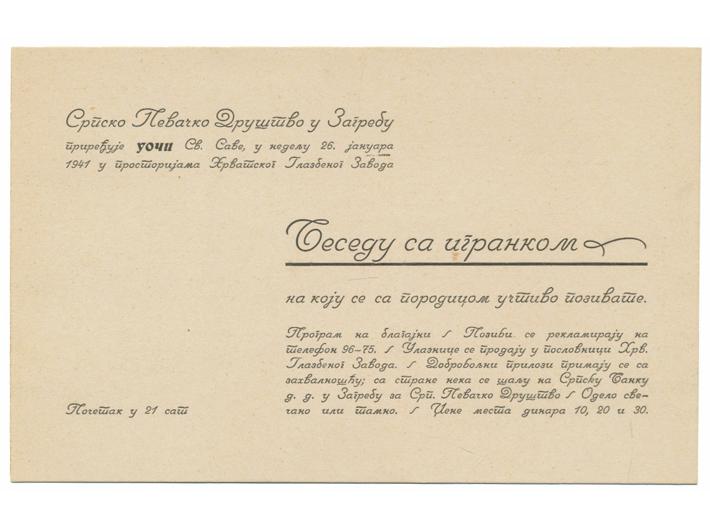 Српско Певачко Друштво у Загребу
приређује уочи Св. Саве, у недељу 26. јануара
1941 у просторијама Хрватског Глазбеног Завода
Беседу са игранком
на коју се са породицом учтиво позивате.
Програм на благајни / Позиви се рекламирају на
телефон 96-75. / Улазнице се продају у пословници Хрв.
Глазбеног Завода. / Добровољни прилози примају се са
захвалношћу; са стране нека се шаљу на Српску Банку
д. д. у Загребу за Срп. Певачко Друштво / Одело све-
чано или тамно. / Цене места динара 10, 20 и 30.
Почетак у 21 сат